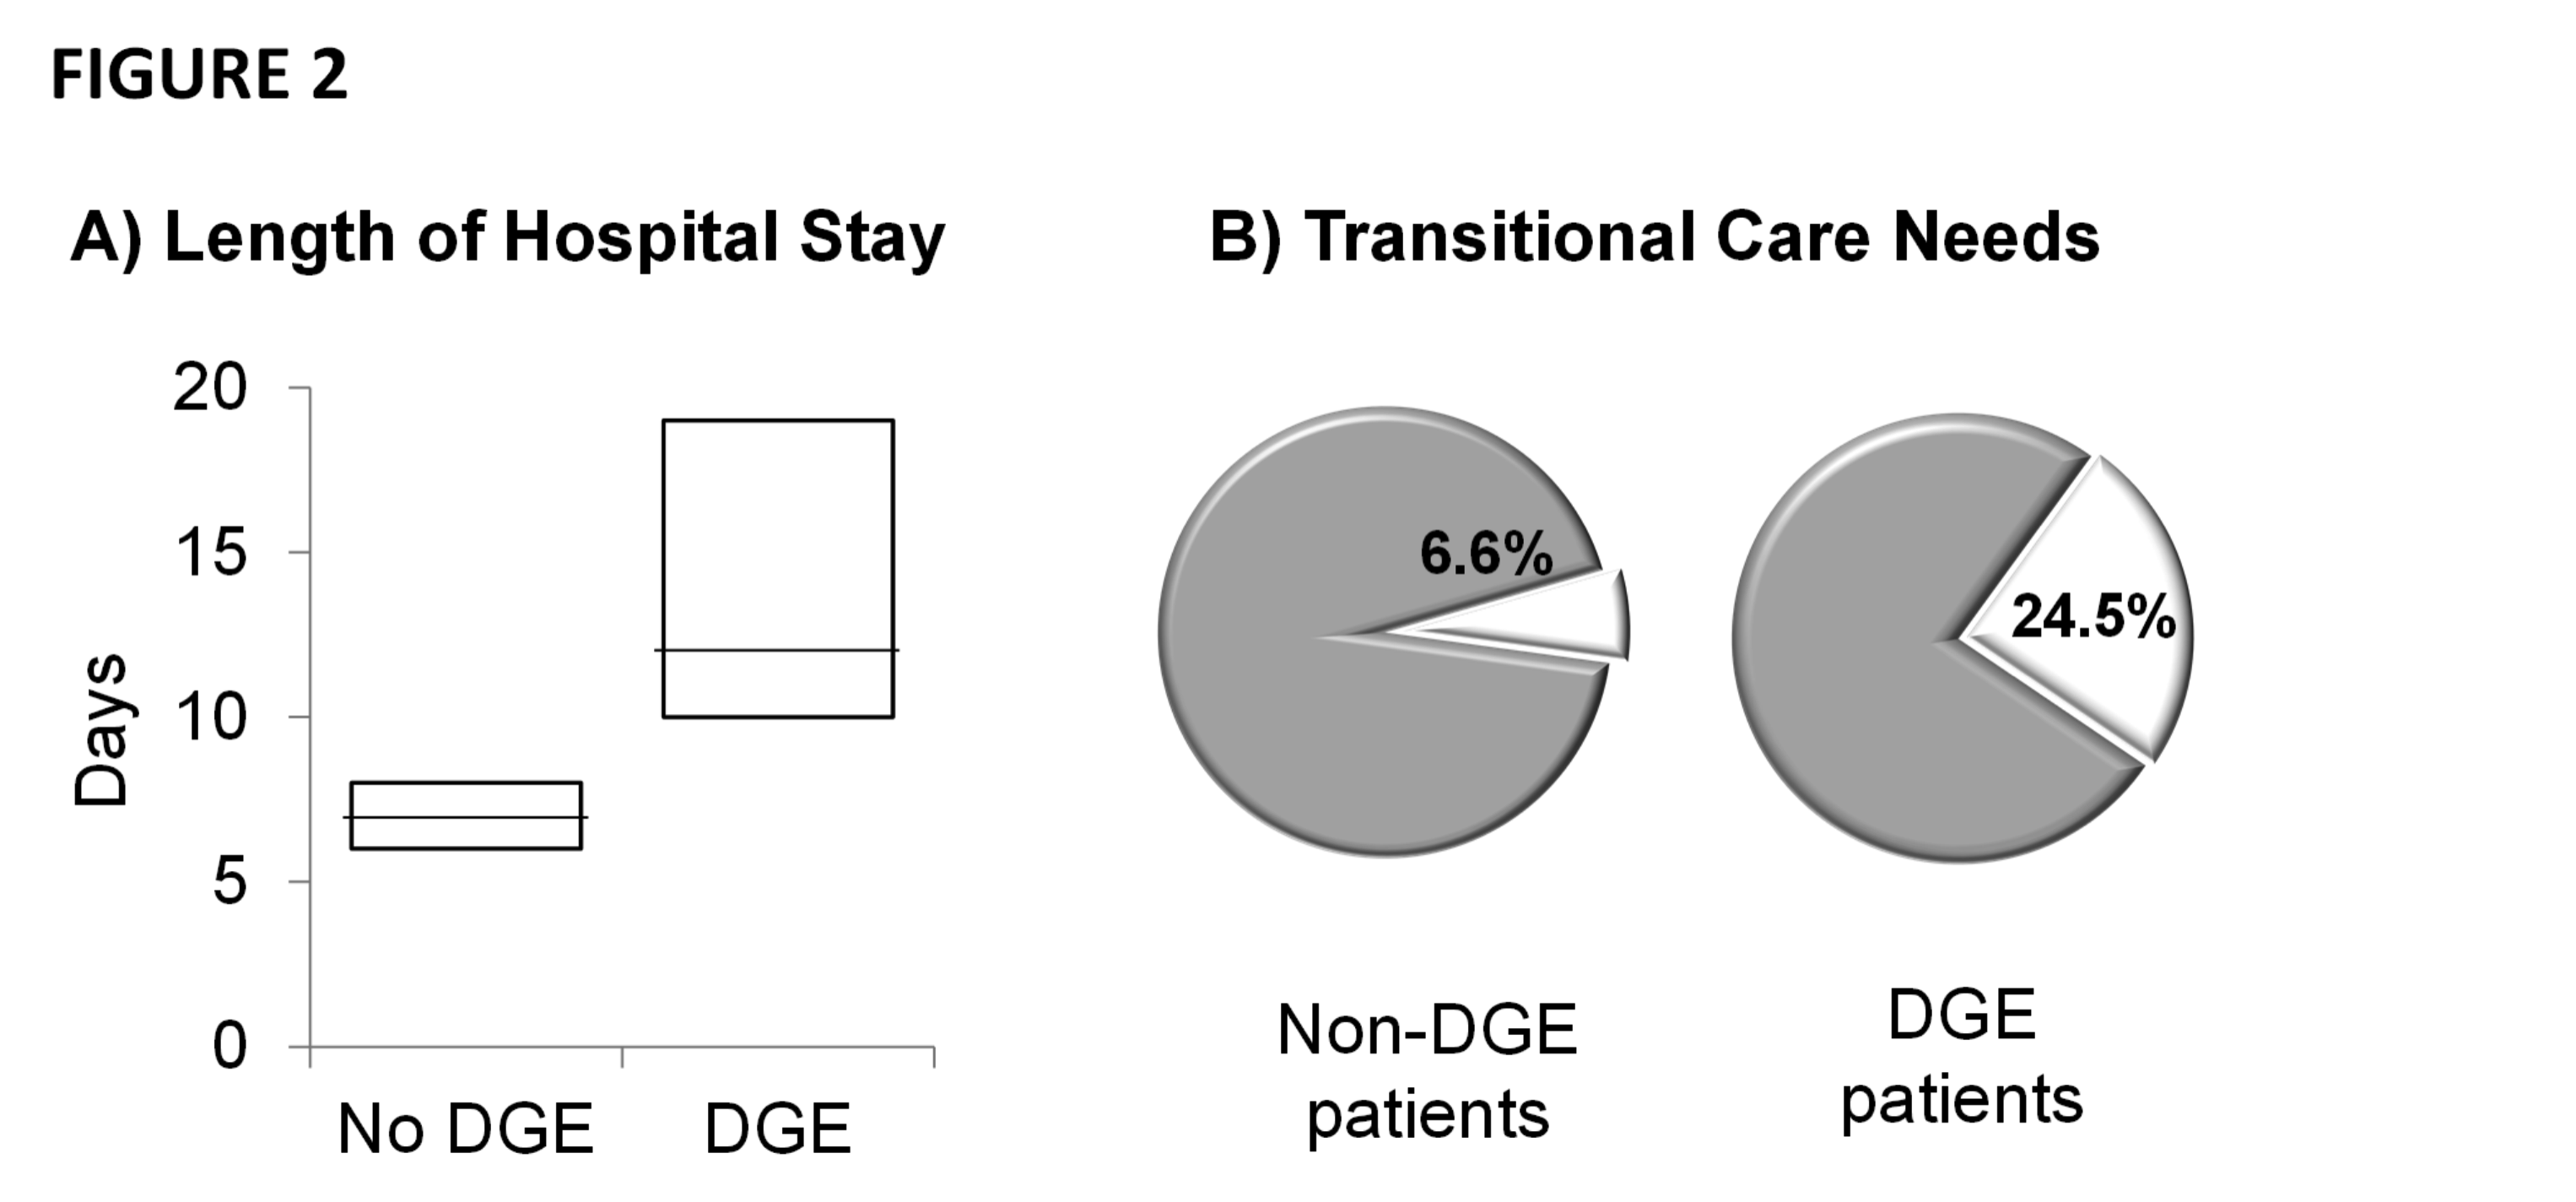 FIGURE 2
A) Length of Hospital Stay
20
15
10
5
0
Days
No DGE
DGE
B) Transitional Care Needs
6.6%
24.5%
Non-DGE
patients
DGE
patients